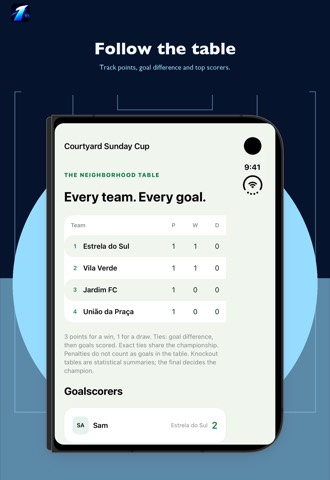 Follow the table
Track points, goal difference and top scorers.
Courtyard Sunday Cup
9:41
THE NEIGHBORHOOD TABLE
Every team. Every goal.
Team P W D
1 Estrela do Sul 1 1 0
2 Vila Verde 1 1 0
3 Jardim FC 1 0 0
4 União da Praça 1 0 0
3 points for a win, 1 for a draw. Ties: goal difference,
then goals scored. Exact ties share the championship.
Penalties do not count as goals in the table. Knockout
tables are statistical summaries; the final decides the
champion.
Goalscorers
SA Sam Estrela do Sul 2